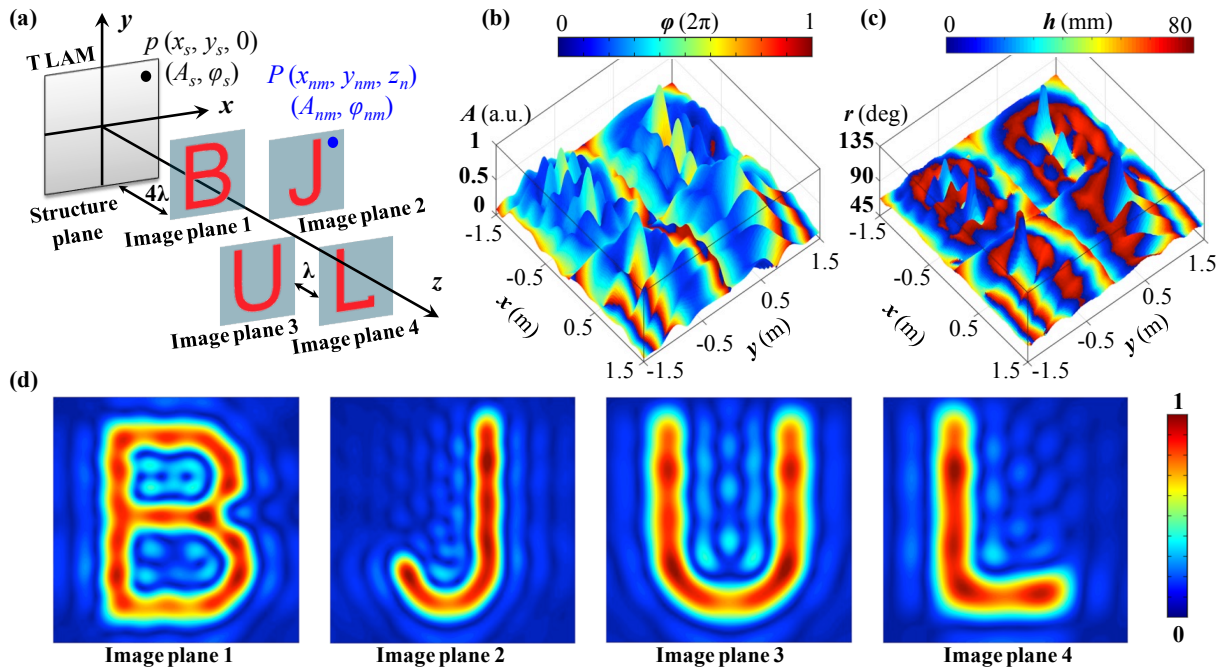 (a)
y
T LAM
p (xs, ys, 0)
(As, φs)
x
P (xnm, ynm, zn)
(Anm, φnm)
B
J
4λ
Structure plane
Image plane 1
Image plane 2
U
λ
L
z
Image plane 3
Image plane 4
(b)
0 φ (2π) 1
A (a.u.)
1
0.5
0
-1.5
-0.5
0.5
1.5
x (m)
-1.5
-0.5
0.5
1.5
y (m)
(c)
0 h (mm) 80
r (deg)
135
90
45
-1.5
-0.5
0.5
1.5
x (m)
-1.5
-0.5
0.5
1.5
y (m)
(d)
B
J
U
L
1
0
Image plane 1
Image plane 2
Image plane 3
Image plane 4